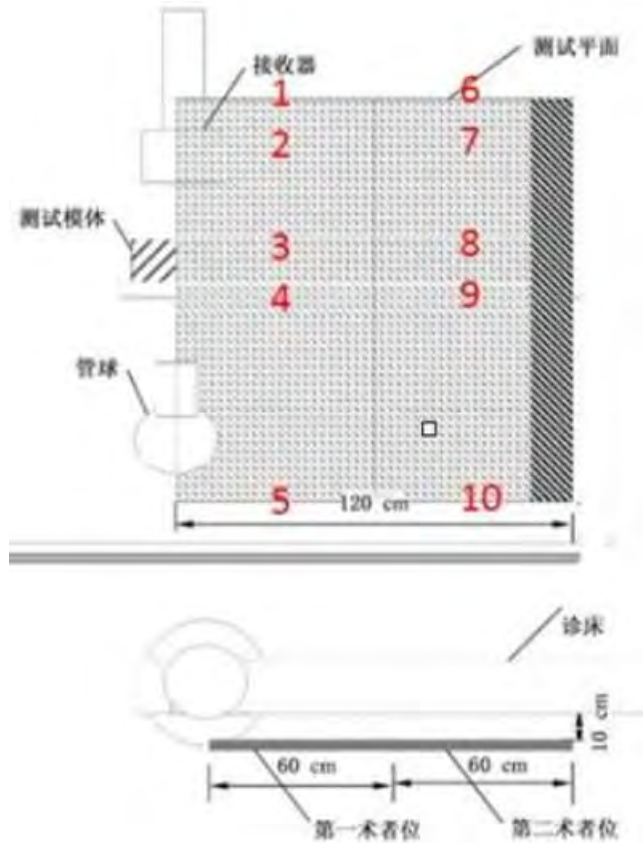 测试平面
接收器
1 6
2 7
测试模体
3 8
4 9
管球
5 10
120 cm
诊床
10 cm
60 cm 60 cm
第一术者位 第二术者位